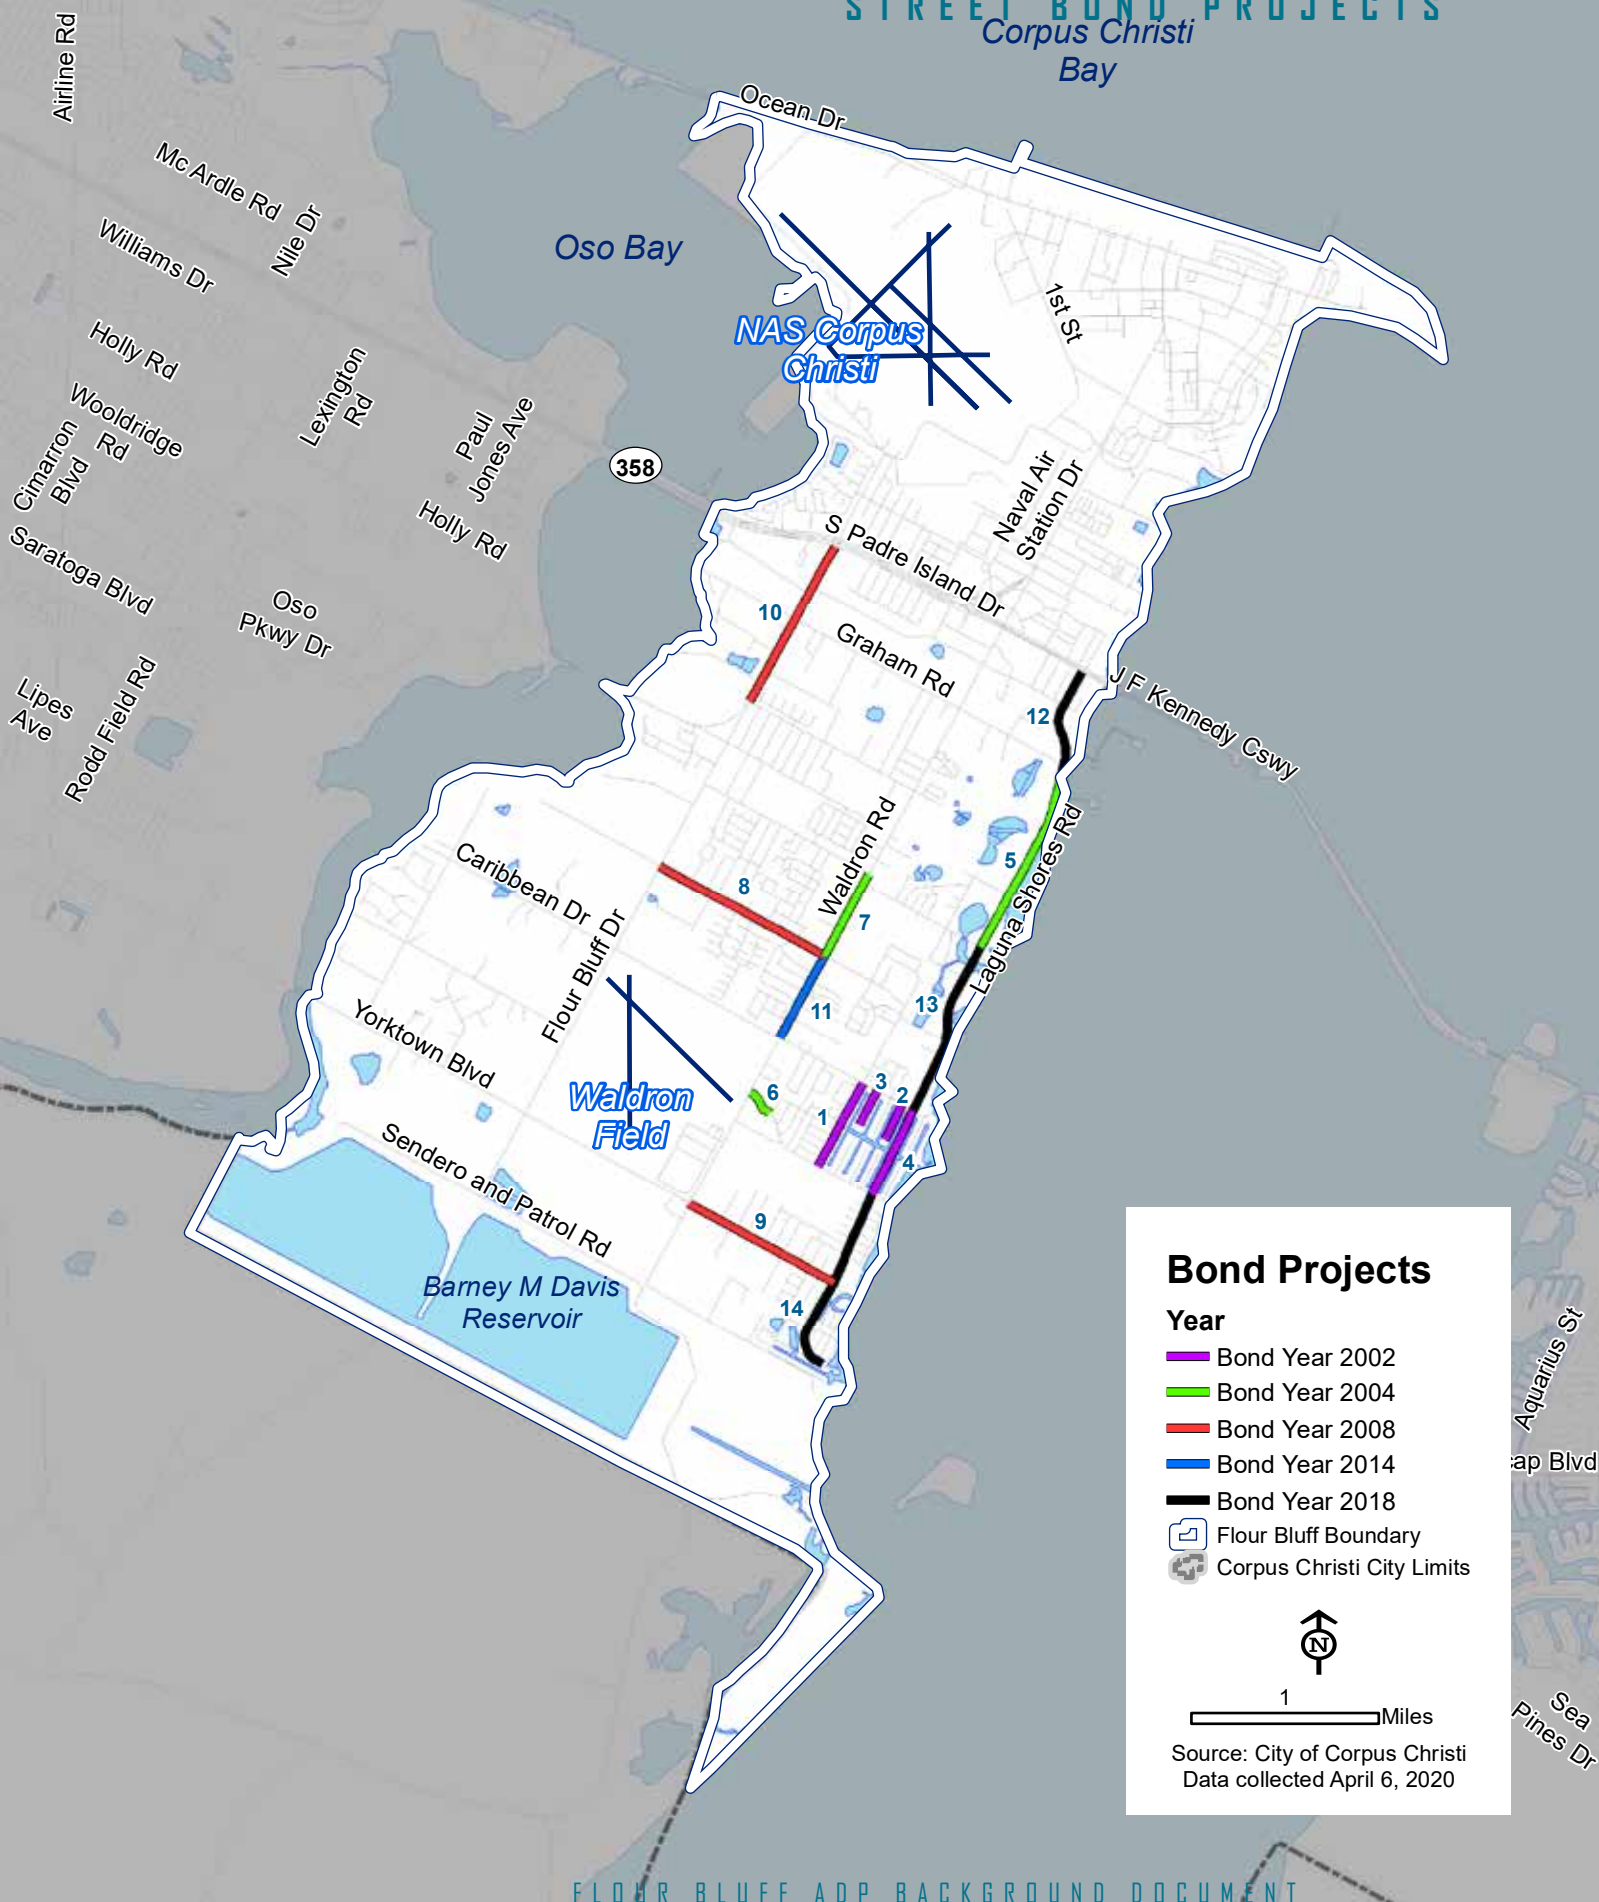 STREET BOND PROJECTS
Corpus Christi
Bay
Airline Rd
Ocean Dr
Mc Ardle Rd
Nile Dr
Williams Dr
Oso Bay
1st St
NAS Corpus
Christi
Holly Rd
Lexington
Rd
Wooldridge
Rd
Paul
Jones Ave
Cimarron
Blvd
358
Naval Air
Station Dr
Holly Rd
S Padre Island Dr
Saratoga Blvd
Oso
Pkwy Dr
10
Graham Rd
Lipes
Ave
Rodd Field Rd
J F Kennedy Cswy
12
Waldron Rd
Laguna Shores Rd
5
Caribbean Dr
8
7
Flour Bluff Dr
13
11
Yorktown Blvd
Waldron
Field
6
3
2
1
4
Sendero and Patrol Rd
9
Barney M Davis
Reservoir
14
Bond Projects
Year
Bond Year 2002
Bond Year 2004
Bond Year 2008
Bond Year 2014
Bond Year 2018
Flour Bluff Boundary
Corpus Christi City Limits
N
1
Miles
Source: City of Corpus Christi
Data collected April 6, 2020
Aquarius St
ap Blvd
Sea
Pines Dr
FLOUR BLUFF ADP BACKGROUND DOCUMENT